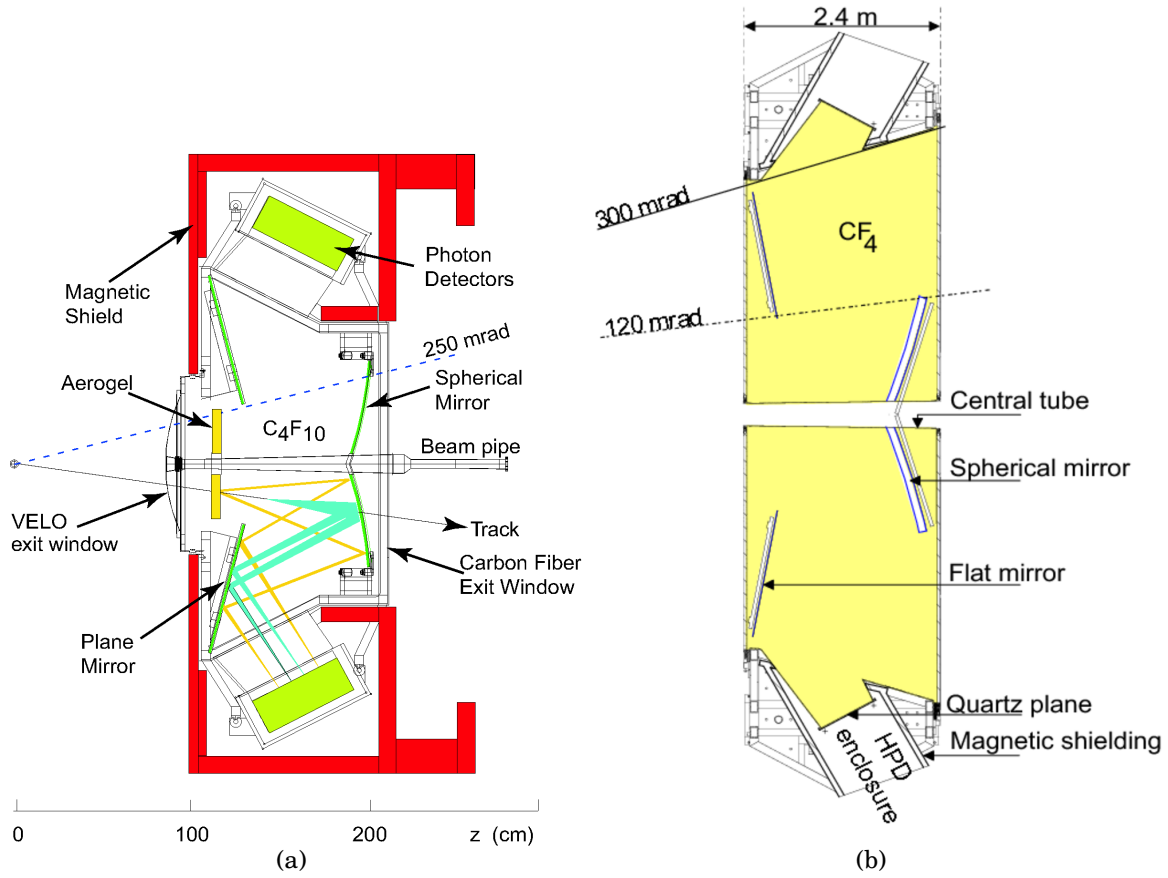 Magnetic
Shield
Photon
Detectors
250 mrad
Aerogel
Spherical
Mirror
C4F10
Beam pipe
VELO
exit window
Track
Carbon Fiber
Exit Window
Plane
Mirror
0
100
200
z (cm)
(a)
2.4 m
300 mrad
CF4
120 mrad
Central tube
Spherical mirror
Flat mirror
Quartz plane
Magnetic shielding
HPD
enclosure
(b)